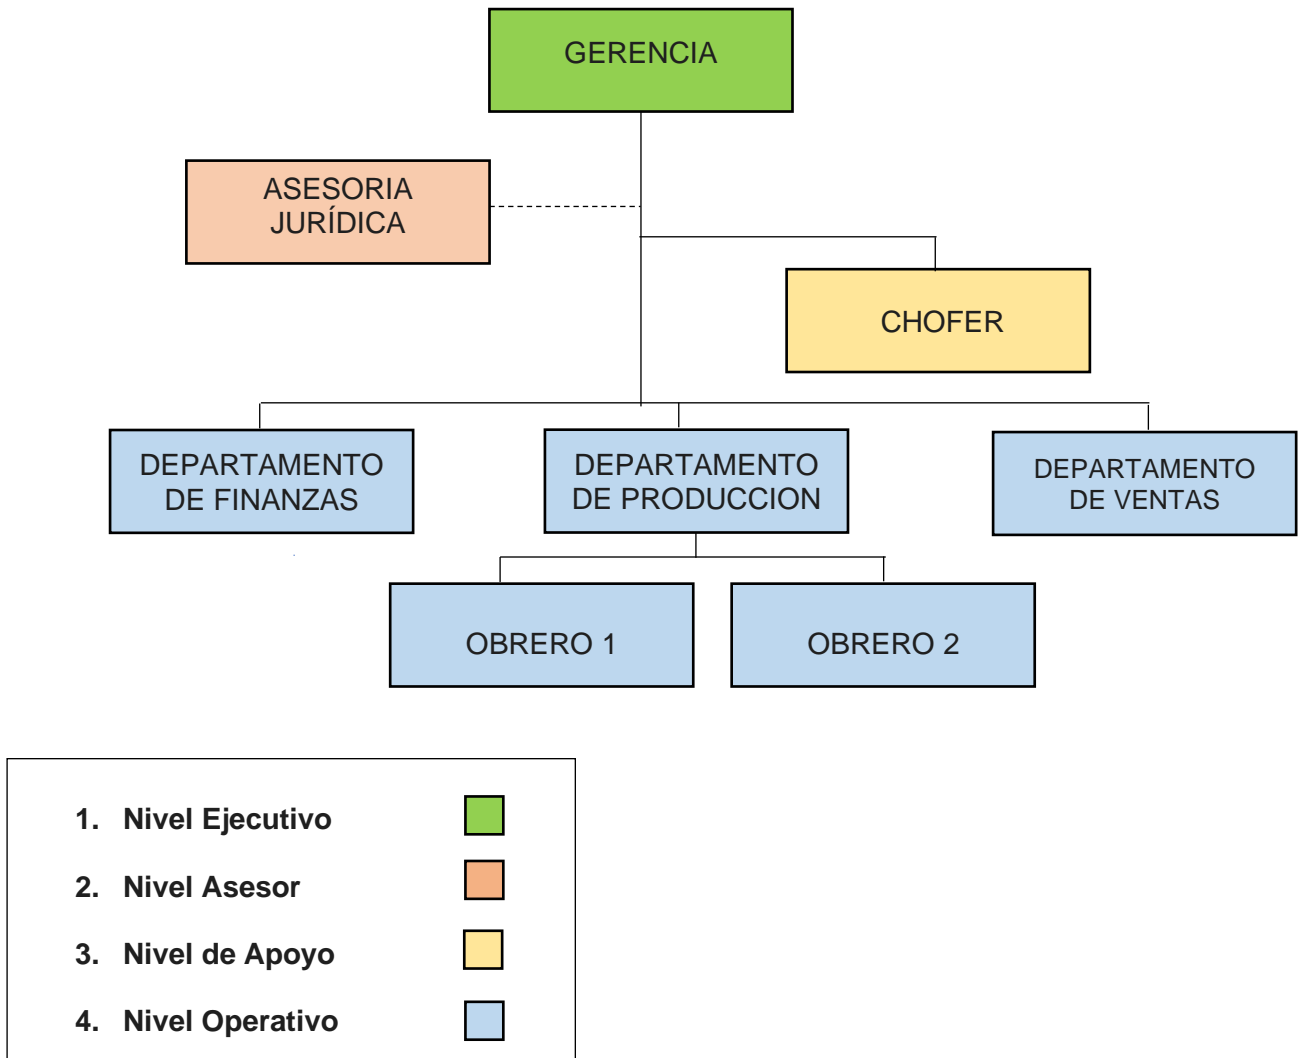 GERENCIA
ASESORIA
JURÍDICA
CHOFER
DEPARTAMENTO
DE FINANZAS
DEPARTAMENTO
DE PRODUCCION
DEPARTAMENTO
DE VENTAS
OBRERO 1
OBRERO 2
1. Nivel Ejecutivo
2. Nivel Asesor
3. Nivel de Apoyo
4. Nivel Operativo